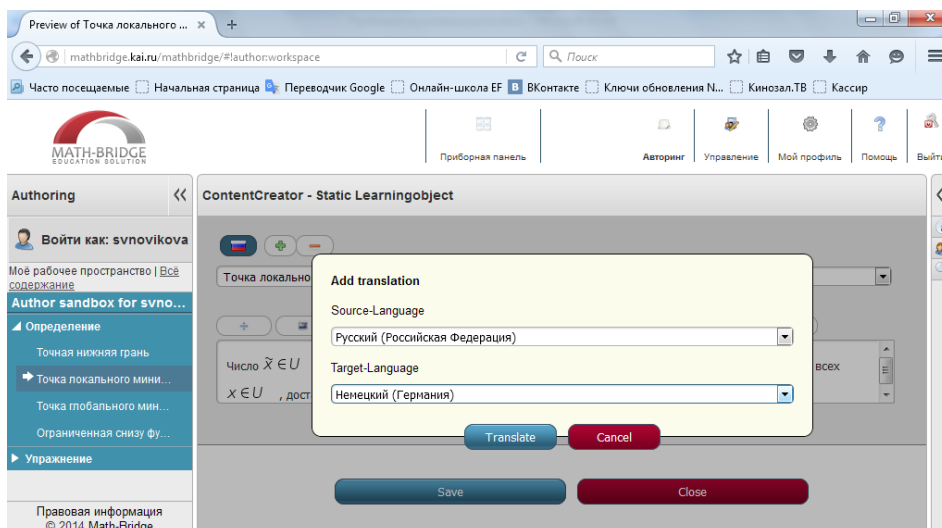 Preview of Точка локального ... × +
mathbridge.kai.ru/mathbridge/#!author:workspace
Поиск
Часто посещаемые Начальная страница Переводчик Google Онлайн-школа EF В ВКонтакте Ключи обновления N... Кинозал.ТВ Кассир
MATH-BRIDGE
EDUCATION SOLUTION
Приборная панель
Авторинг
Управление
Мой профиль
Помощь
Authoring
ContentCreator - Static Learningobject
Войти как: svnovikova
Моё рабочее пространство | Всё
содержание
Author sandbox for svno...
Определение
Точная нижняя грань
Точка локального мини...
Точка глобального мин...
Ограниченная снизу фу...
Упражнение
Правовая информация
© 2014 Math-Bridge
Точка локально
Число x̃ ∈ U
всех
x ∈ U , дост
Add translation
Source-Language
Русский (Российская Федерация)
Target-Language
Немецкий (Германия)
Translate Cancel
Save Close